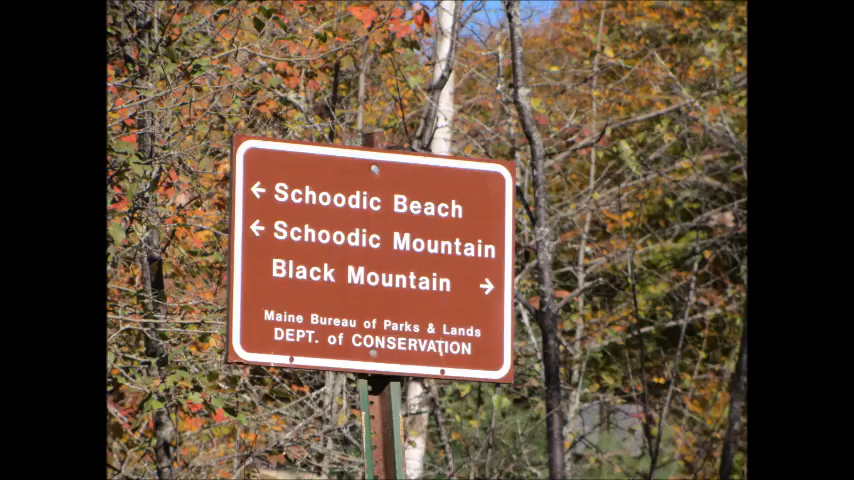 ← Schoodic Beach
← Schoodic Mountain
Black Mountain →
Maine Bureau of Parks & Lands
DEPT. of CONSERVATION